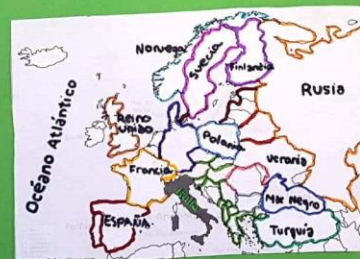 Noruega
Suecia
Finlandia
Rusia
Océano Atlántico
Reino
Unido
Polonia
Ucrania
Francia
Mar Negro
ESPAÑA
Turquía